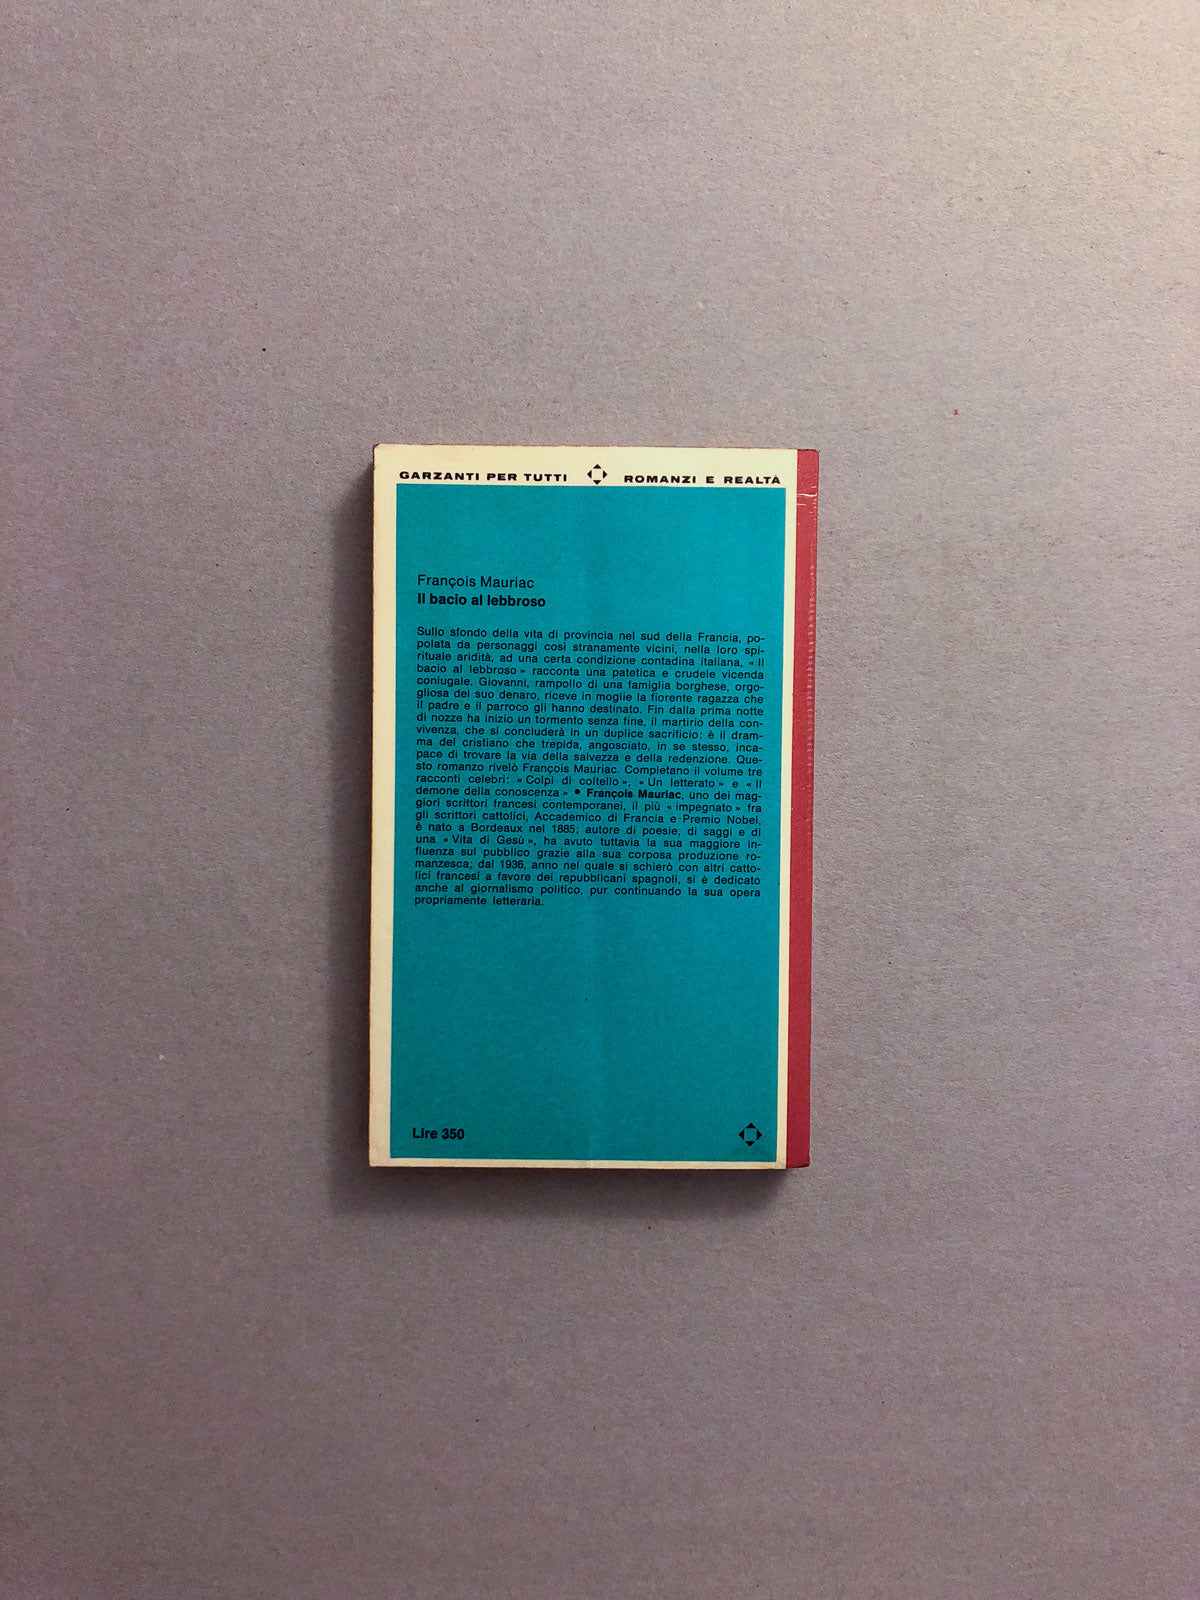 GARZANTI PER TUTTI ROMANZI E REALTÀ
François Mauriac
Il bacio al lebbroso
Sullo sfondo della vita di provincia nel sud della Francia, po-
polata da personaggi così stranamente vicini, nella loro spi-
rituale aridità, ad una certa condizione contadina italiana, « Il
bacio al lebbroso » racconta una patetica e crudele vicenda
coniugale. Giovanni, rampollo di una famiglia borghese, orgo-
gliosa del suo denaro, riceve in moglie la fiorente ragazza che
il padre e il parroco gli hanno destinato. Fin dalla prima notte
di nozze ha inizio un tormento senza fine, il martirio della con-
vivenza, che si concluderà in un duplice sacrificio: è il dram-
ma del cristiano che trepida, angosciato, in se stesso, inca-
pace di trovare la via della salvezza e della redenzione. Que-
sto romanzo rivelò François Mauriac. Completano il volume tre
racconti celebri: « Colpi di coltello », « Un letterato » e « Il
demone della conoscenza » ● François Mauriac, uno dei mag-
giori scrittori francesi contemporanei, il più « impegnato » fra
gli scrittori cattolici, Accademico di Francia e Premio Nobel,
è nato a Bordeaux nel 1885; autore di poesie, di saggi e di
una « Vita di Gesù », ha avuto tuttavia la sua maggiore in-
fluenza sul pubblico grazie alla sua corposa produzione ro-
manzesca; dal 1936, anno nel quale si schierò con altri catto-
lici francesi a favore dei repubblicani spagnoli, si è dedicato
anche al giornalismo politico, pur continuando la sua opera
propriamente letteraria.
Lire 350